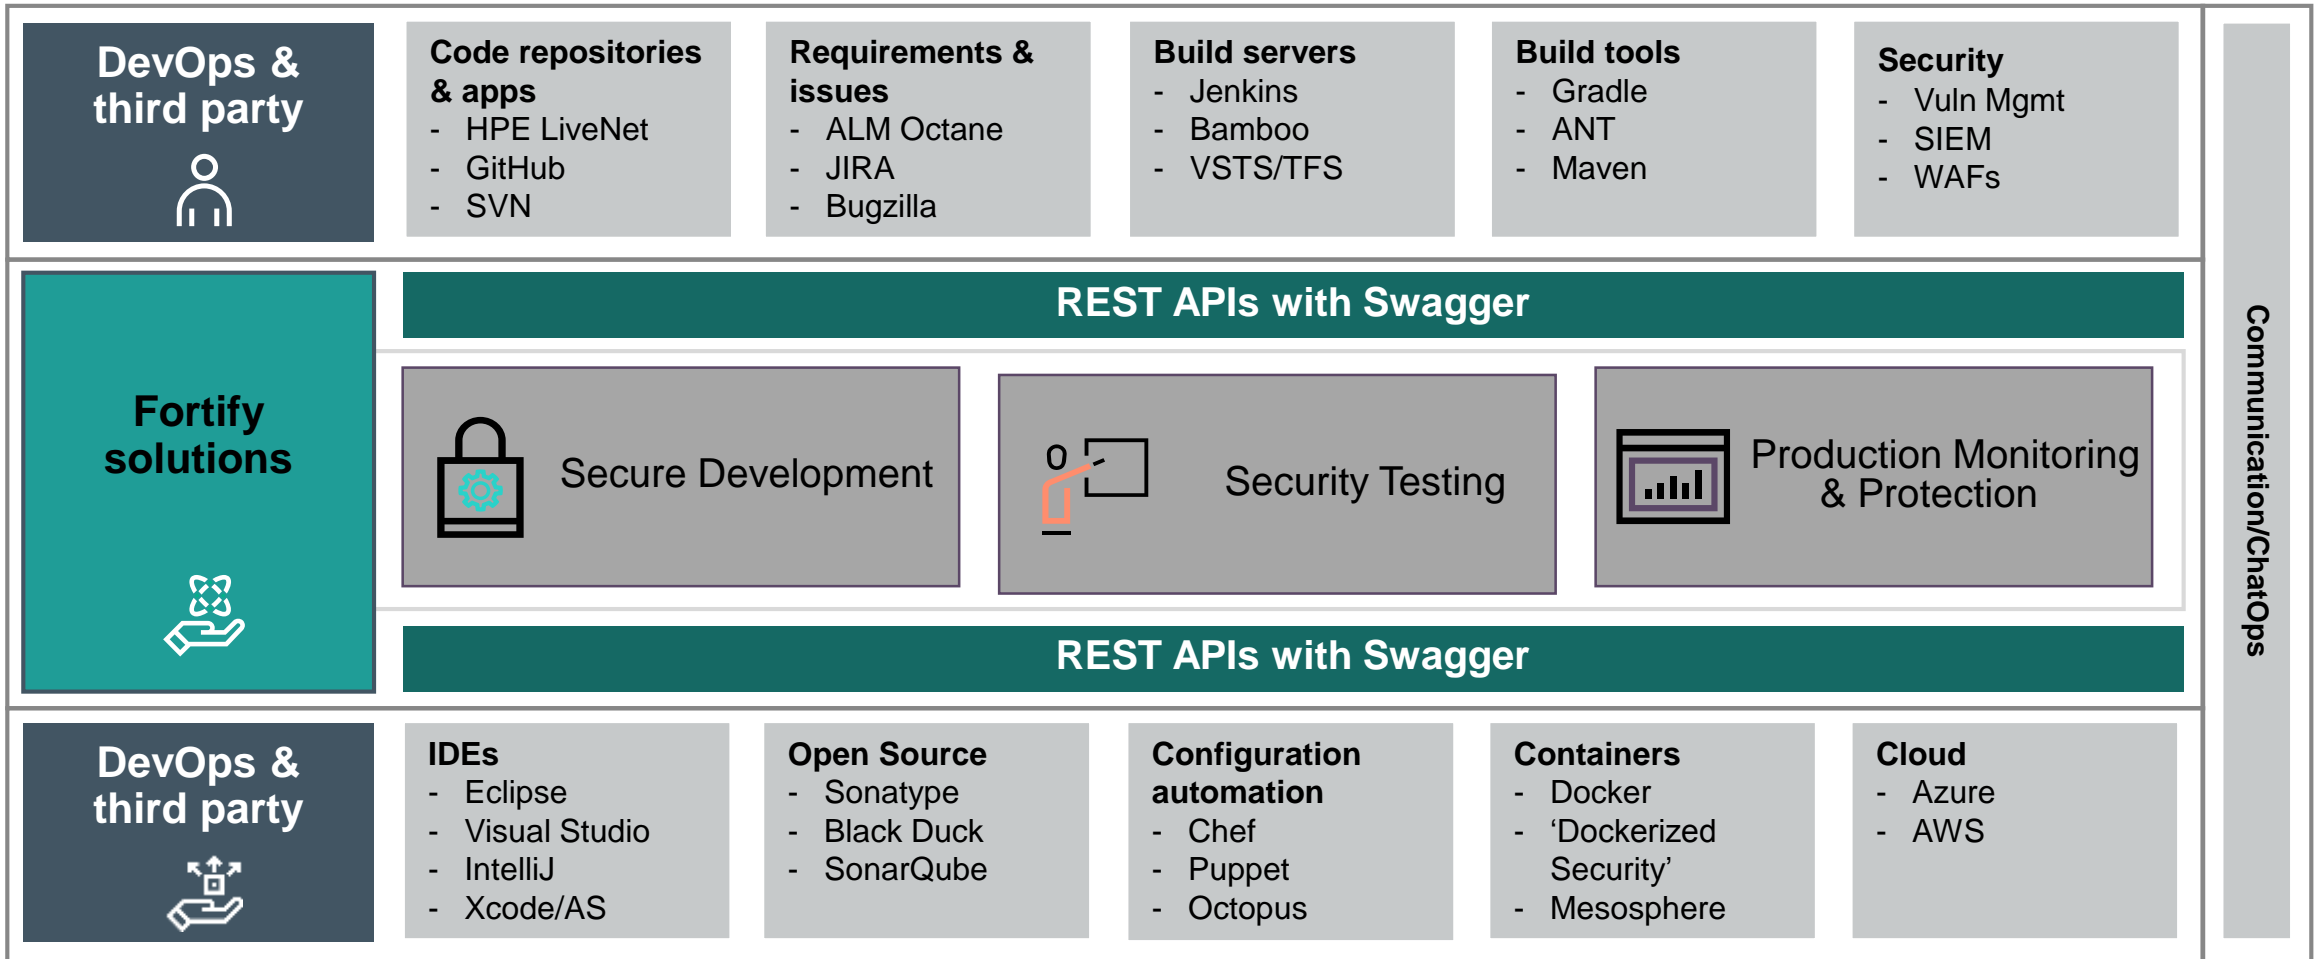 DevOps &
third party
Code repositories
& apps
- HPE LiveNet
- GitHub
- SVN
Requirements &
issues
- ALM Octane
- JIRA
- Bugzilla
Build servers
- Jenkins
- Bamboo
- VSTS/TFS
Build tools
- Gradle
- ANT
- Maven
Security
- Vuln Mgmt
- SIEM
- WAFs
Fortify
solutions
REST APIs with Swagger
Secure Development
Security Testing
Production Monitoring
& Protection
REST APIs with Swagger
DevOps &
third party
IDEs
- Eclipse
- Visual Studio
- IntelliJ
- Xcode/AS
Open Source
- Sonatype
- Black Duck
- SonarQube
Configuration
automation
- Chef
- Puppet
- Octopus
Containers
- Docker
- ‘Dockerized
Security’
- Mesosphere
Cloud
- Azure
- AWS
Communication/ChatOps